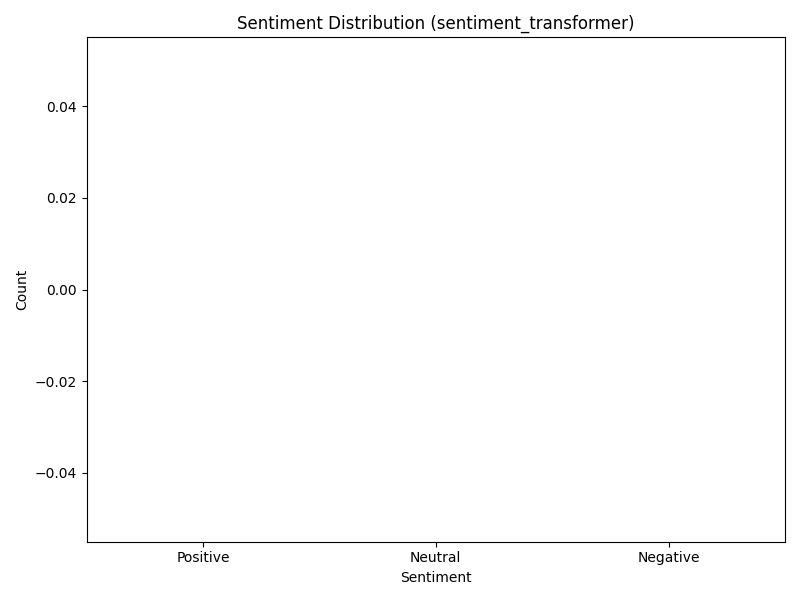 Sentiment Distribution (sentiment_transformer)
0.04
0.02
0.00
−0.02
−0.04
Count
Positive Neutral Negative
Sentiment